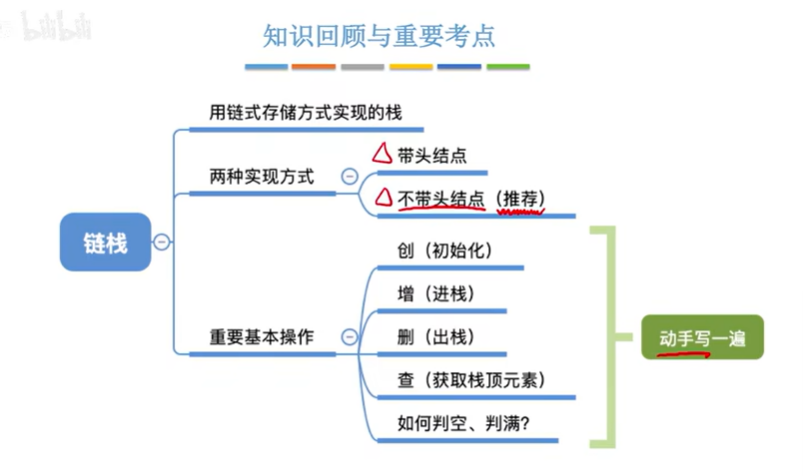 bilibili
知识回顾与重要考点
用链式存储方式实现的栈
两种实现方式
带头结点
不带头结点（推荐）
链栈
重要基本操作
创（初始化）
增（进栈）
删（出栈）
查（获取栈顶元素）
如何判空、判满？
动手写一遍